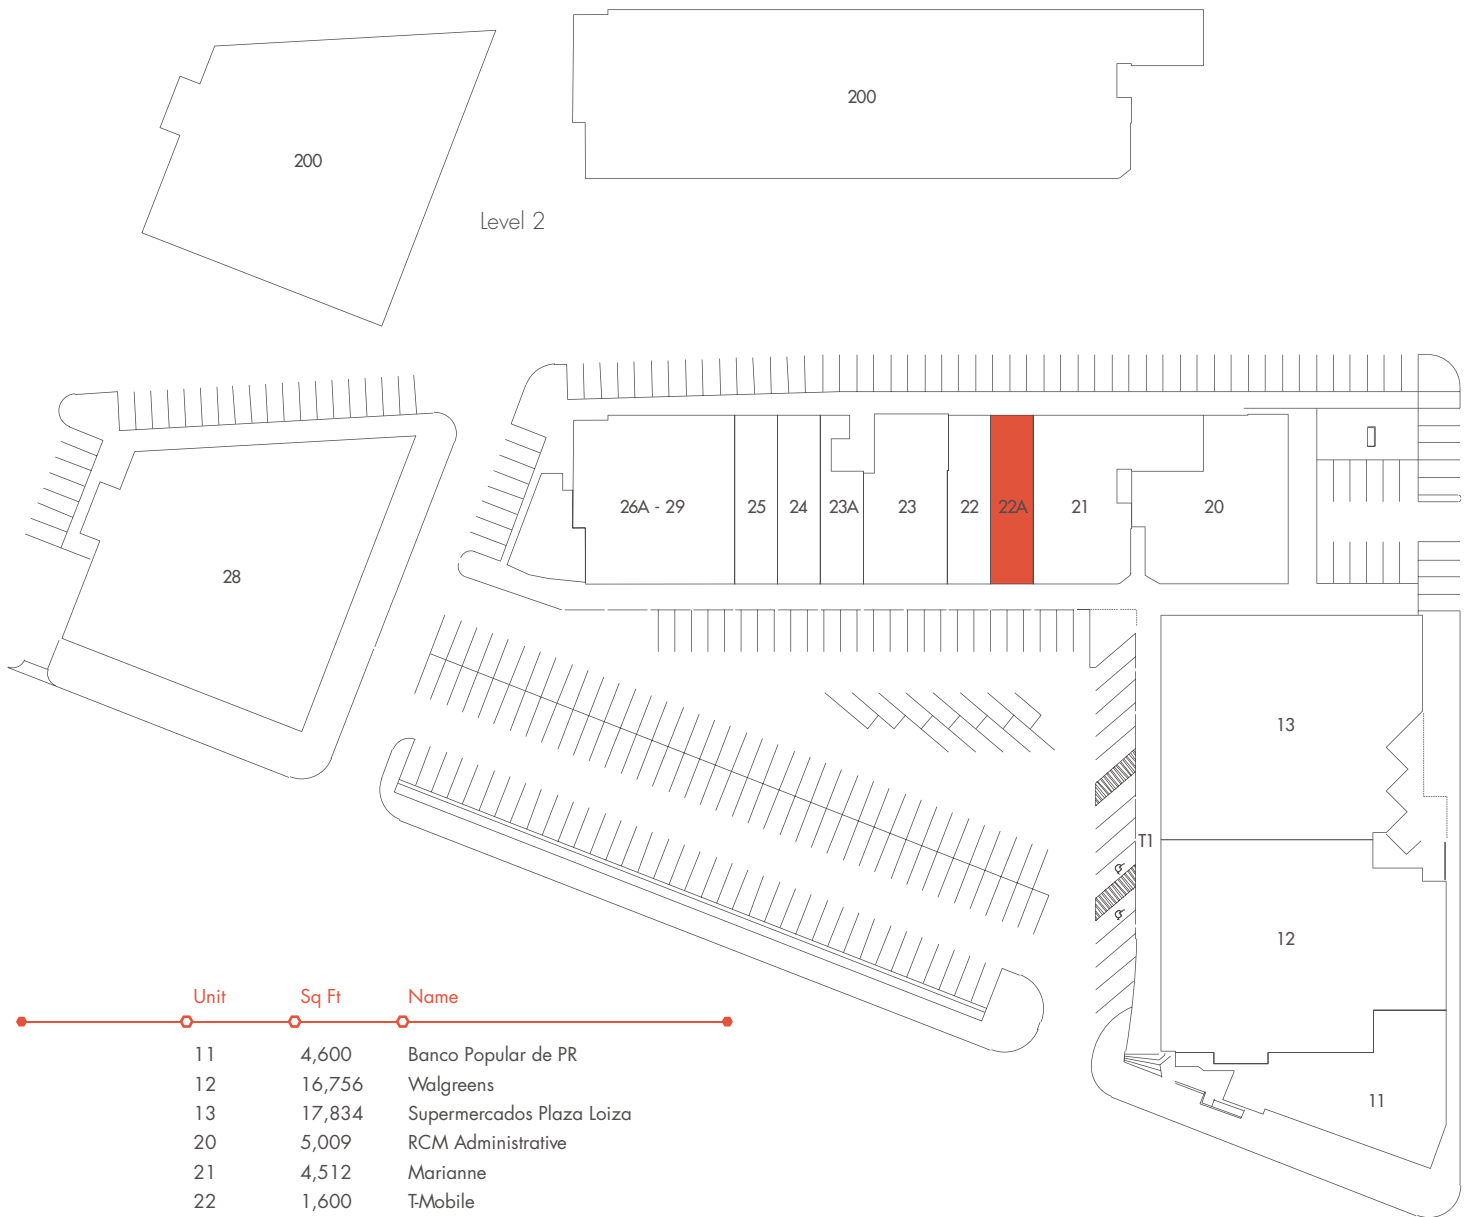 200
200
Level 2
26A - 29
25
24
23A
23
22
22A
21
20
28
13
T1
12
11
Unit Sq Ft Name
11 4,600 Banco Popular de PR
12 16,756 Walgreens
13 17,834 Supermercados Plaza Loiza
20 5,009 RCM Administrative
21 4,512 Marianne
22 1,600 T-Mobile